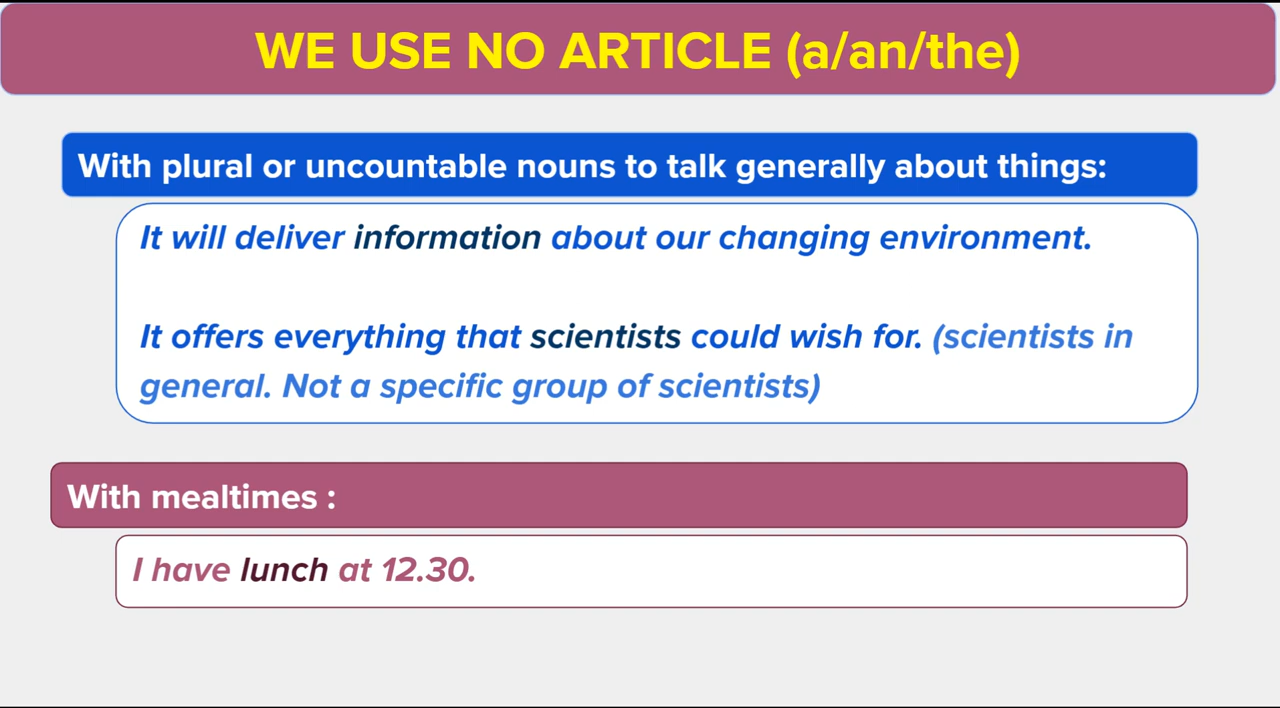 WE USE NO ARTICLE (a/an/the)
With plural or uncountable nouns to talk generally about things:
It will deliver information about our changing environment.
It offers everything that scientists could wish for. (scientists in
general. Not a specific group of scientists)
With mealtimes :
I have lunch at 12.30.